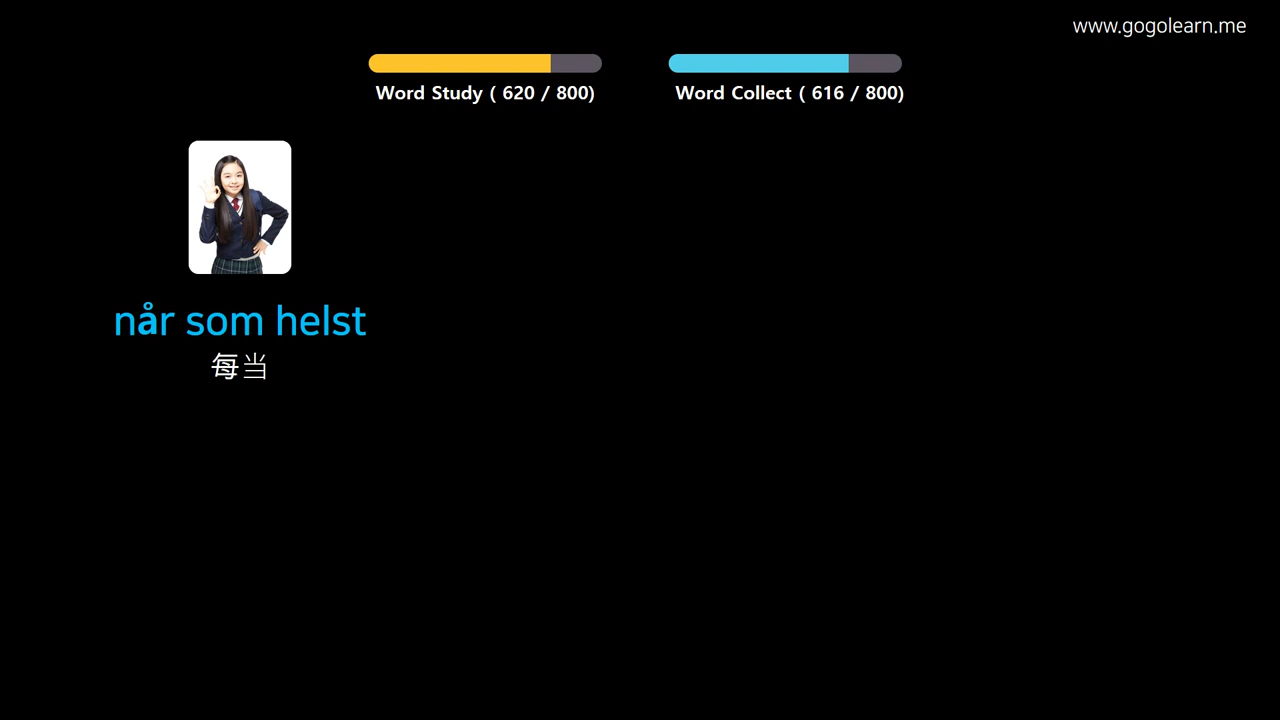 www.gogolearn.me
Word Study ( 620 / 800)
Word Collect ( 616 / 800)
når som helst
每当